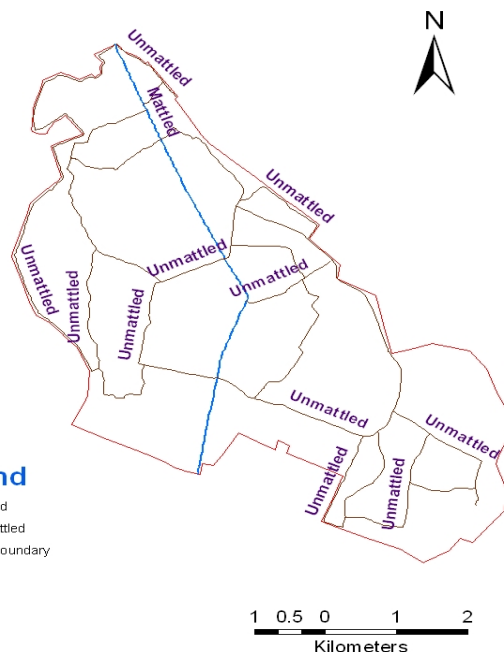 N
Unmattled
Mattled
Unmattled
Unmattled
Unmattled
Unmattled
Unmattled
Unmattled
Unmattled
Unmattled
Unmattled
Unmattled
nd
d
ttled
oundary
1 0.5 0 1 2
Kilometers